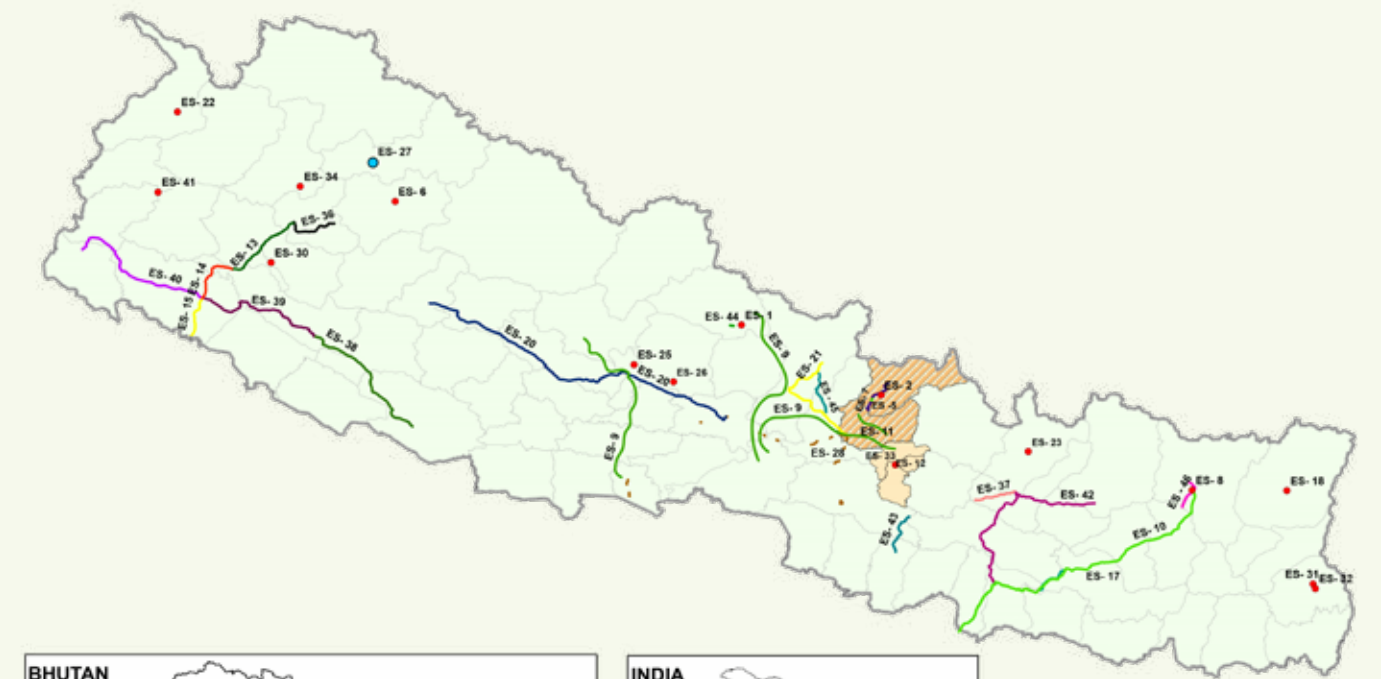 ES- 22
ES- 27
ES- 41
ES- 34
ES- 6
ES- 36
ES- 13
ES- 30
ES- 40
ES- 14
ES- 15
ES- 39
ES- 38
ES- 20
ES- 25
ES- 20
ES- 26
ES- 9
ES- 44
ES- 1
ES- 9
ES- 21
ES- 45
ES- 9
ES- 2
ES- 5
ES- 11
ES- 28
ES- 33
ES- 12
ES- 23
ES- 37
ES- 42
ES- 43
ES - 46
ES- 8
ES- 18
ES- 10
ES- 17
ES- 31
ES- 32
BHUTAN
INDIA